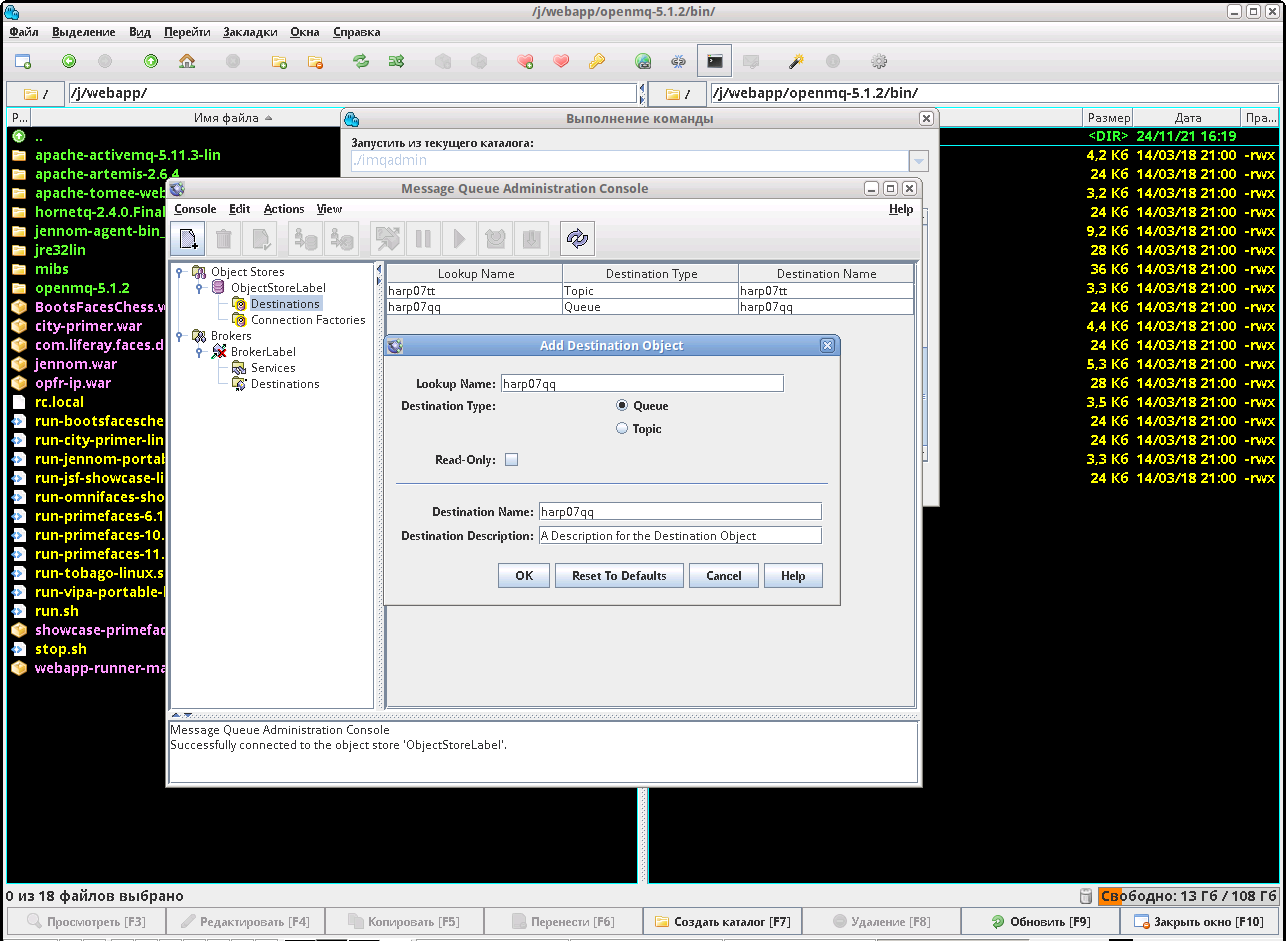 /j/webapp/openmq-5.1.2/bin/
Файл Выделение Вид Перейти Закладки Окна Справка
/ /j/webapp/ / /j/webapp/openmq-5.1.2/bin/
Р... Имя файла Размер Дата Пра...
Выполнение команды
.. <DIR> 24/11/21 16:19
Запустить из текущего каталога:
apache-activemq-5.11.3-lin 4,2 Кб 14/03/18 21:00 -rwx
./imqadmin
apache-artemis-2.6.4 24 Кб 14/03/18 21:00 -rwx
Message Queue Administration Console
apache-tomee-web 3,2 Кб 14/03/18 21:00 -rwx
Console Edit Actions View Help
hornetq-2.4.0.Final 24 Кб 14/03/18 21:00 -rwx
jennom-agent-bin_ 9,2 Кб 14/03/18 21:00 -rwx
jre32lin 28 Кб 14/03/18 21:00 -rwx
mibs 36 Кб 14/03/18 21:00 -rwx
Object Stores Lookup Name Destination Type Destination Name
openmq-5.1.2 ObjectStoreLabel harp07tt Topic harp07tt 3,3 Кб 14/03/18 21:00 -rwx
BootsFacesChess.w Destinations harp07qq Queue harp07qq 24 Кб 14/03/18 21:00 -rwx
city-primer.war Connection Factories 4,4 Кб 14/03/18 21:00 -rwx
Brokers
com.liferay.faces.d BrokerLabel Add Destination Object 24 Кб 14/03/18 21:00 -rwx
jennom.war Services 5,3 Кб 14/03/18 21:00 -rwx
opfr-ip.war Destinations Lookup Name: harp07qq 28 Кб 14/03/18 21:00 -rwx
rc.local Destination Type: Queue 3,5 Кб 14/03/18 21:00 -rwx
run-bootsfacesche Topic 24 Кб 14/03/18 21:00 -rwx
run-city-primer-lin 24 Кб 14/03/18 21:00 -rwx
run-jennom-portab Read-Only: 3,3 Кб 14/03/18 21:00 -rwx
run-jsf-showcase-li 24 Кб 14/03/18 21:00 -rwx
run-omnifaces-sho
run-primefaces-6.1 Destination Name: harp07qq
run-primefaces-10. Destination Description: A Description for the Destination Object
run-primefaces-11.
run-tobago-linux.s OK Reset To Defaults Cancel Help
run-vipa-portable-l
run.sh
showcase-primefac
stop.sh
webapp-runner-ma
Message Queue Administration Console
Successfully connected to the object store 'ObjectStoreLabel'.
0 из 18 файлов выбрано Свободно: 13 Гб / 108 Гб
Просмотреть [F3] Редактировать [F4] Копировать [F5] Перенести [F6] Создать каталог [F7] Удаление [F8] Обновить [F9] Закрыть окно [F10]